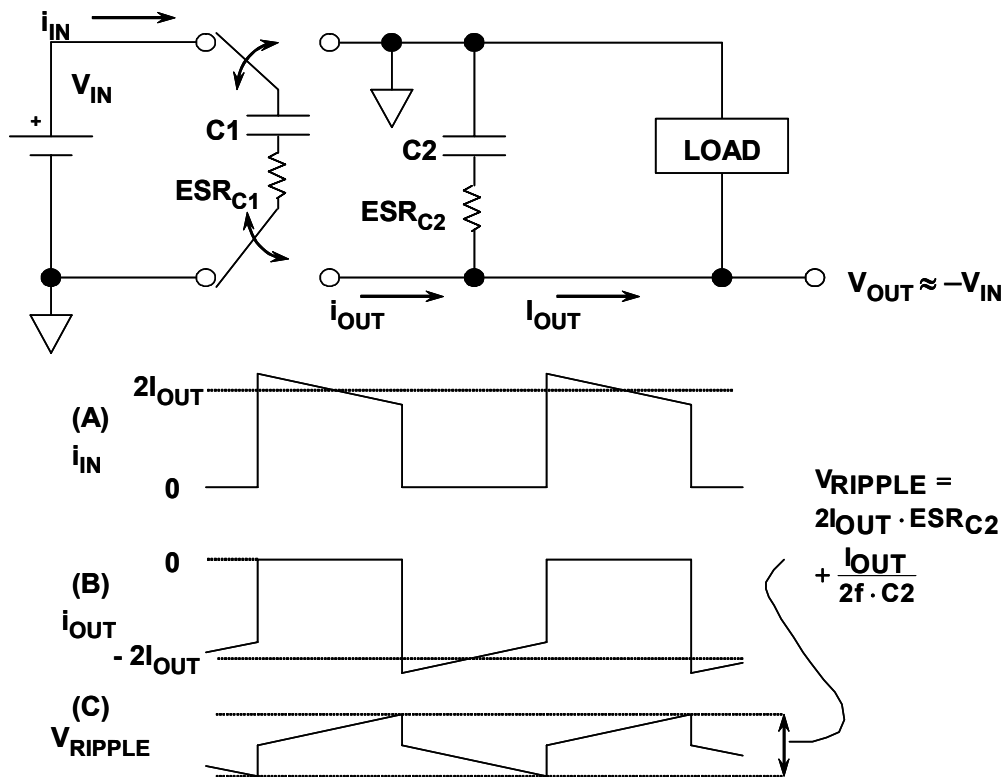 iIN
VIN
+
C1
ESRC1
C2
ESRC2
LOAD
iOUT
IOUT
VOUT ≈ –VIN
(A)
iIN
2IOUT
0
(B)
iOUT
0
- 2IOUT
(C)
VRIPPLE
VRIPPLE =
2IOUT · ESRC2
+ IOUT
2f · C2